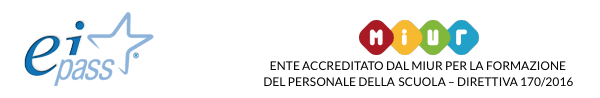 ei
pass®
MIUR
ENTE ACCREDITATO DAL MIUR PER LA FORMAZIONE
DEL PERSONALE DELLA SCUOLA – DIRETTIVA 170/2016